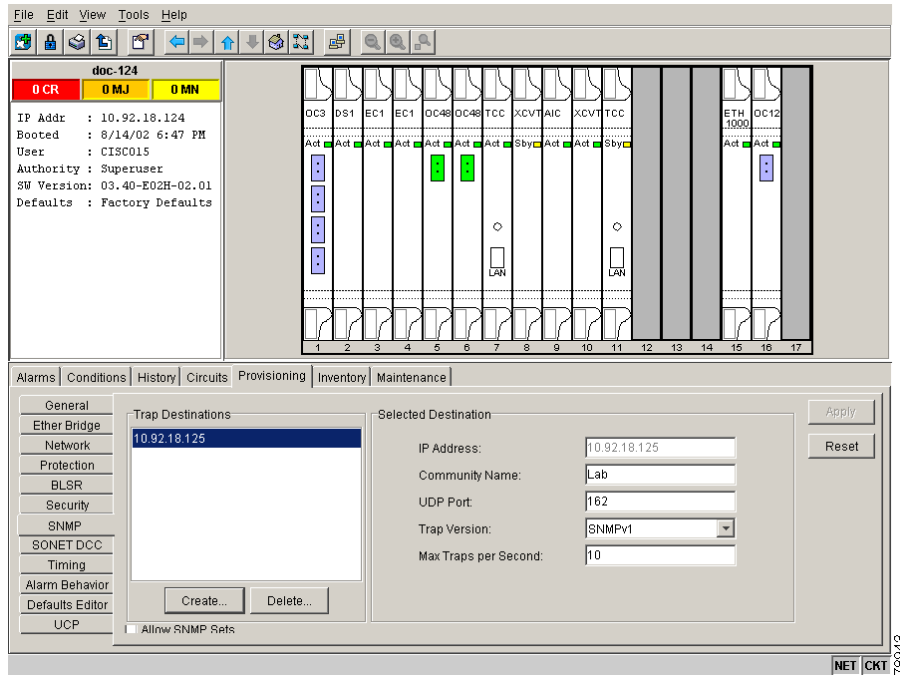 File Edit View Tools Help
doc-124
0 CR 0 MJ 0 MN
IP Addr : 10.92.18.124
Booted : 8/14/02 6:47 PM
User : CISCO15
Authority : Superuser
SW Version: 03.40-E02H-02.01
Defaults : Factory Defaults
OC3 DS1 EC1 EC1 OC48 OC48 TCC XCVT AIC XCVT TCC ETH 1000 OC12
Act Act Act Act Act Act Act Sby Act Act Sby Act Act
LAN LAN
1 2 3 4 5 6 7 8 9 10 11 12 13 14 15 16 17
Alarms Conditions History Circuits Provisioning Inventory Maintenance
General
Ether Bridge
Network
Protection
BLSR
Security
SNMP
SONET DCC
Timing
Alarm Behavior
Defaults Editor
UCP
Trap Destinations
10.92.18.125
Create... Delete...
Allow SNMP Sets
Selected Destination
IP Address: 10.92.18.125
Community Name: Lab
UDP Port: 162
Trap Version: SNMPv1
Max Traps per Second: 10
Apply
Reset
NET CKT